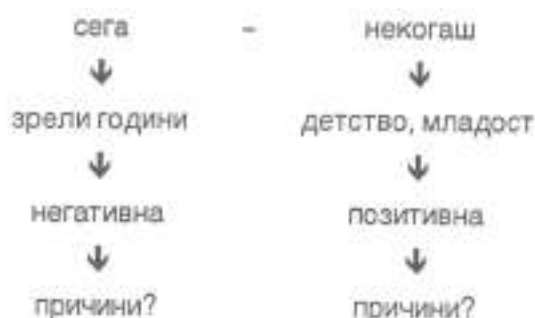 сега – некогаш
зрели години детство, младост
негативна позитивна
причини? причини?